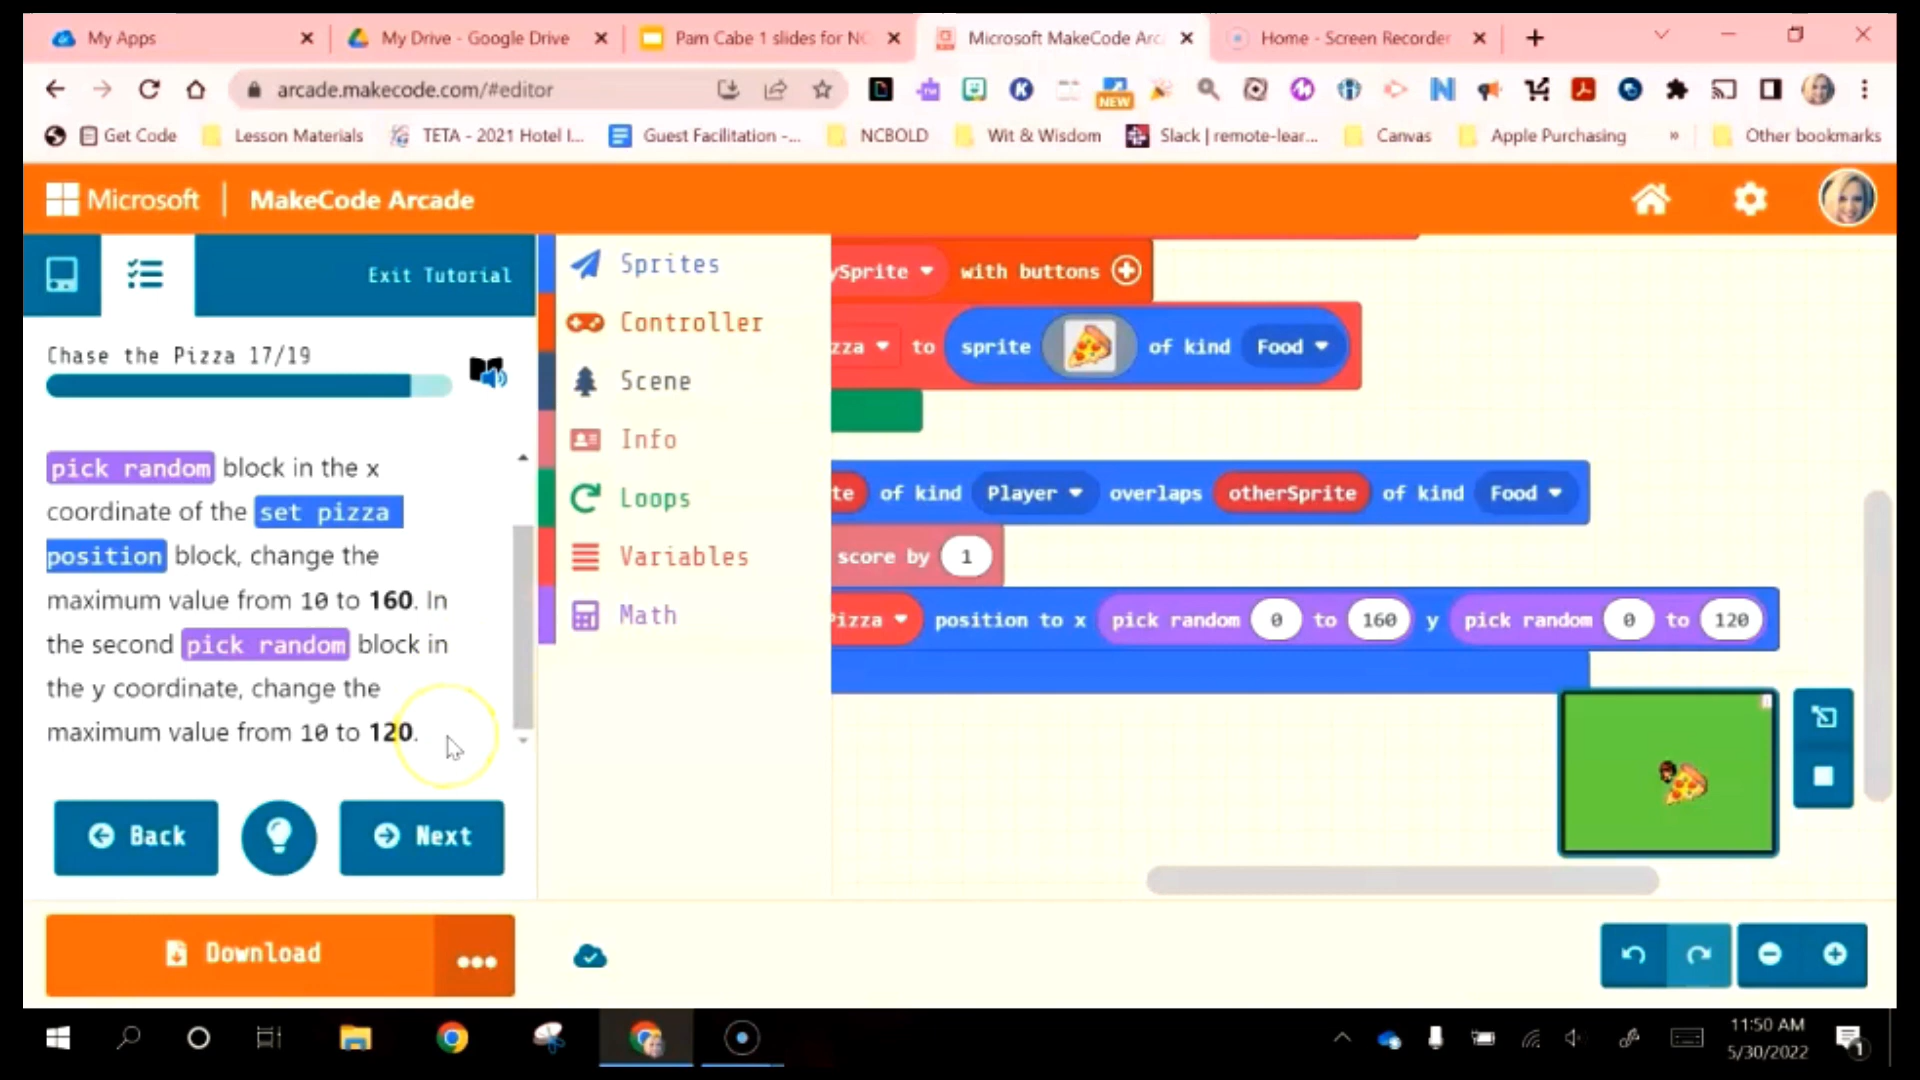 My Apps
My Drive - Google Drive
Pam Cabe 1 slides for NC
Microsoft MakeCode Arc
Home - Screen Recorder
arcade.makecode.com/#editor
NEW
Get Code
Lesson Materials
TETA - 2021 Hotel I...
Guest Facilitation -...
NCBOLD
Wit & Wisdom
Slack | remote-lear...
Canvas
Apple Purchasing
»
Other bookmarks
Microsoft
MakeCode Arcade
Exit Tutorial
Chase the Pizza 17/19
pick random block in the x
coordinate of the set pizza
position block, change the
maximum value from 10 to 160. In
the second pick random block in
the y coordinate, change the
maximum value from 10 to 120.
Back
Next
Download
Sprites
Controller
Scene
Info
Loops
Variables
Math
ySprite with buttons
zza to sprite of kind Food
te of kind Player overlaps otherSprite of kind Food
score by 1
Pizza position to x pick random 0 to 160 y pick random 0 to 120
11:50 AM
5/30/2022
1